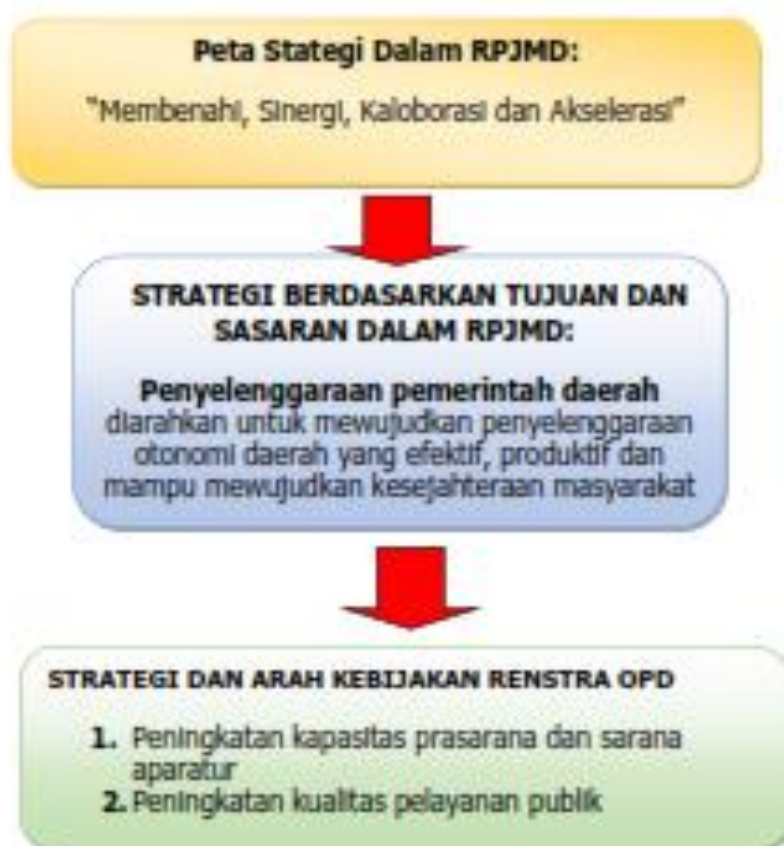 Peta Stategi Dalam RPJMD:
“Membenahi, Sinergi, Kaloborasi dan Akselerasi”
STRATEGI BERDASARKAN TUJUAN DAN
SASARAN DALAM RPJMD:
Penyelenggaraan pemerintah daerah
diarahkan untuk mewujudkan penyelenggaraan
otonomi daerah yang efektif, produktif dan
mampu mewujudkan kesejahteraan masyarakat
STRATEGI DAN ARAH KEBIJAKAN RENSTRA OPD
1. Peningkatan kapasitas prasarana dan sarana
aparatur
2. Peningkatan kualitas pelayanan publik